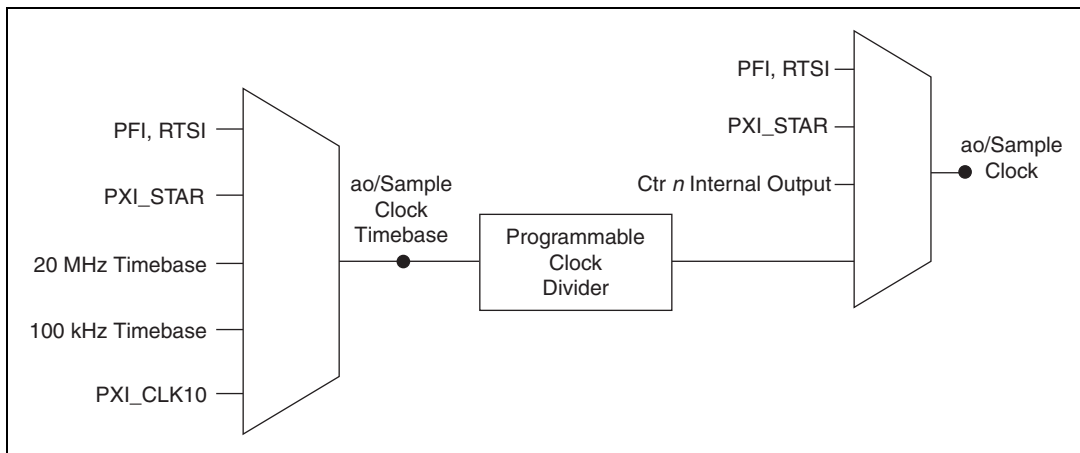 PFI, RTSI
PXI_STAR
20 MHz Timebase
100 kHz Timebase
PXI_CLK10
ao/Sample
Clock
Timebase
Programmable
Clock
Divider
PFI, RTSI
PXI_STAR
Ctr n Internal Output
ao/Sample
Clock